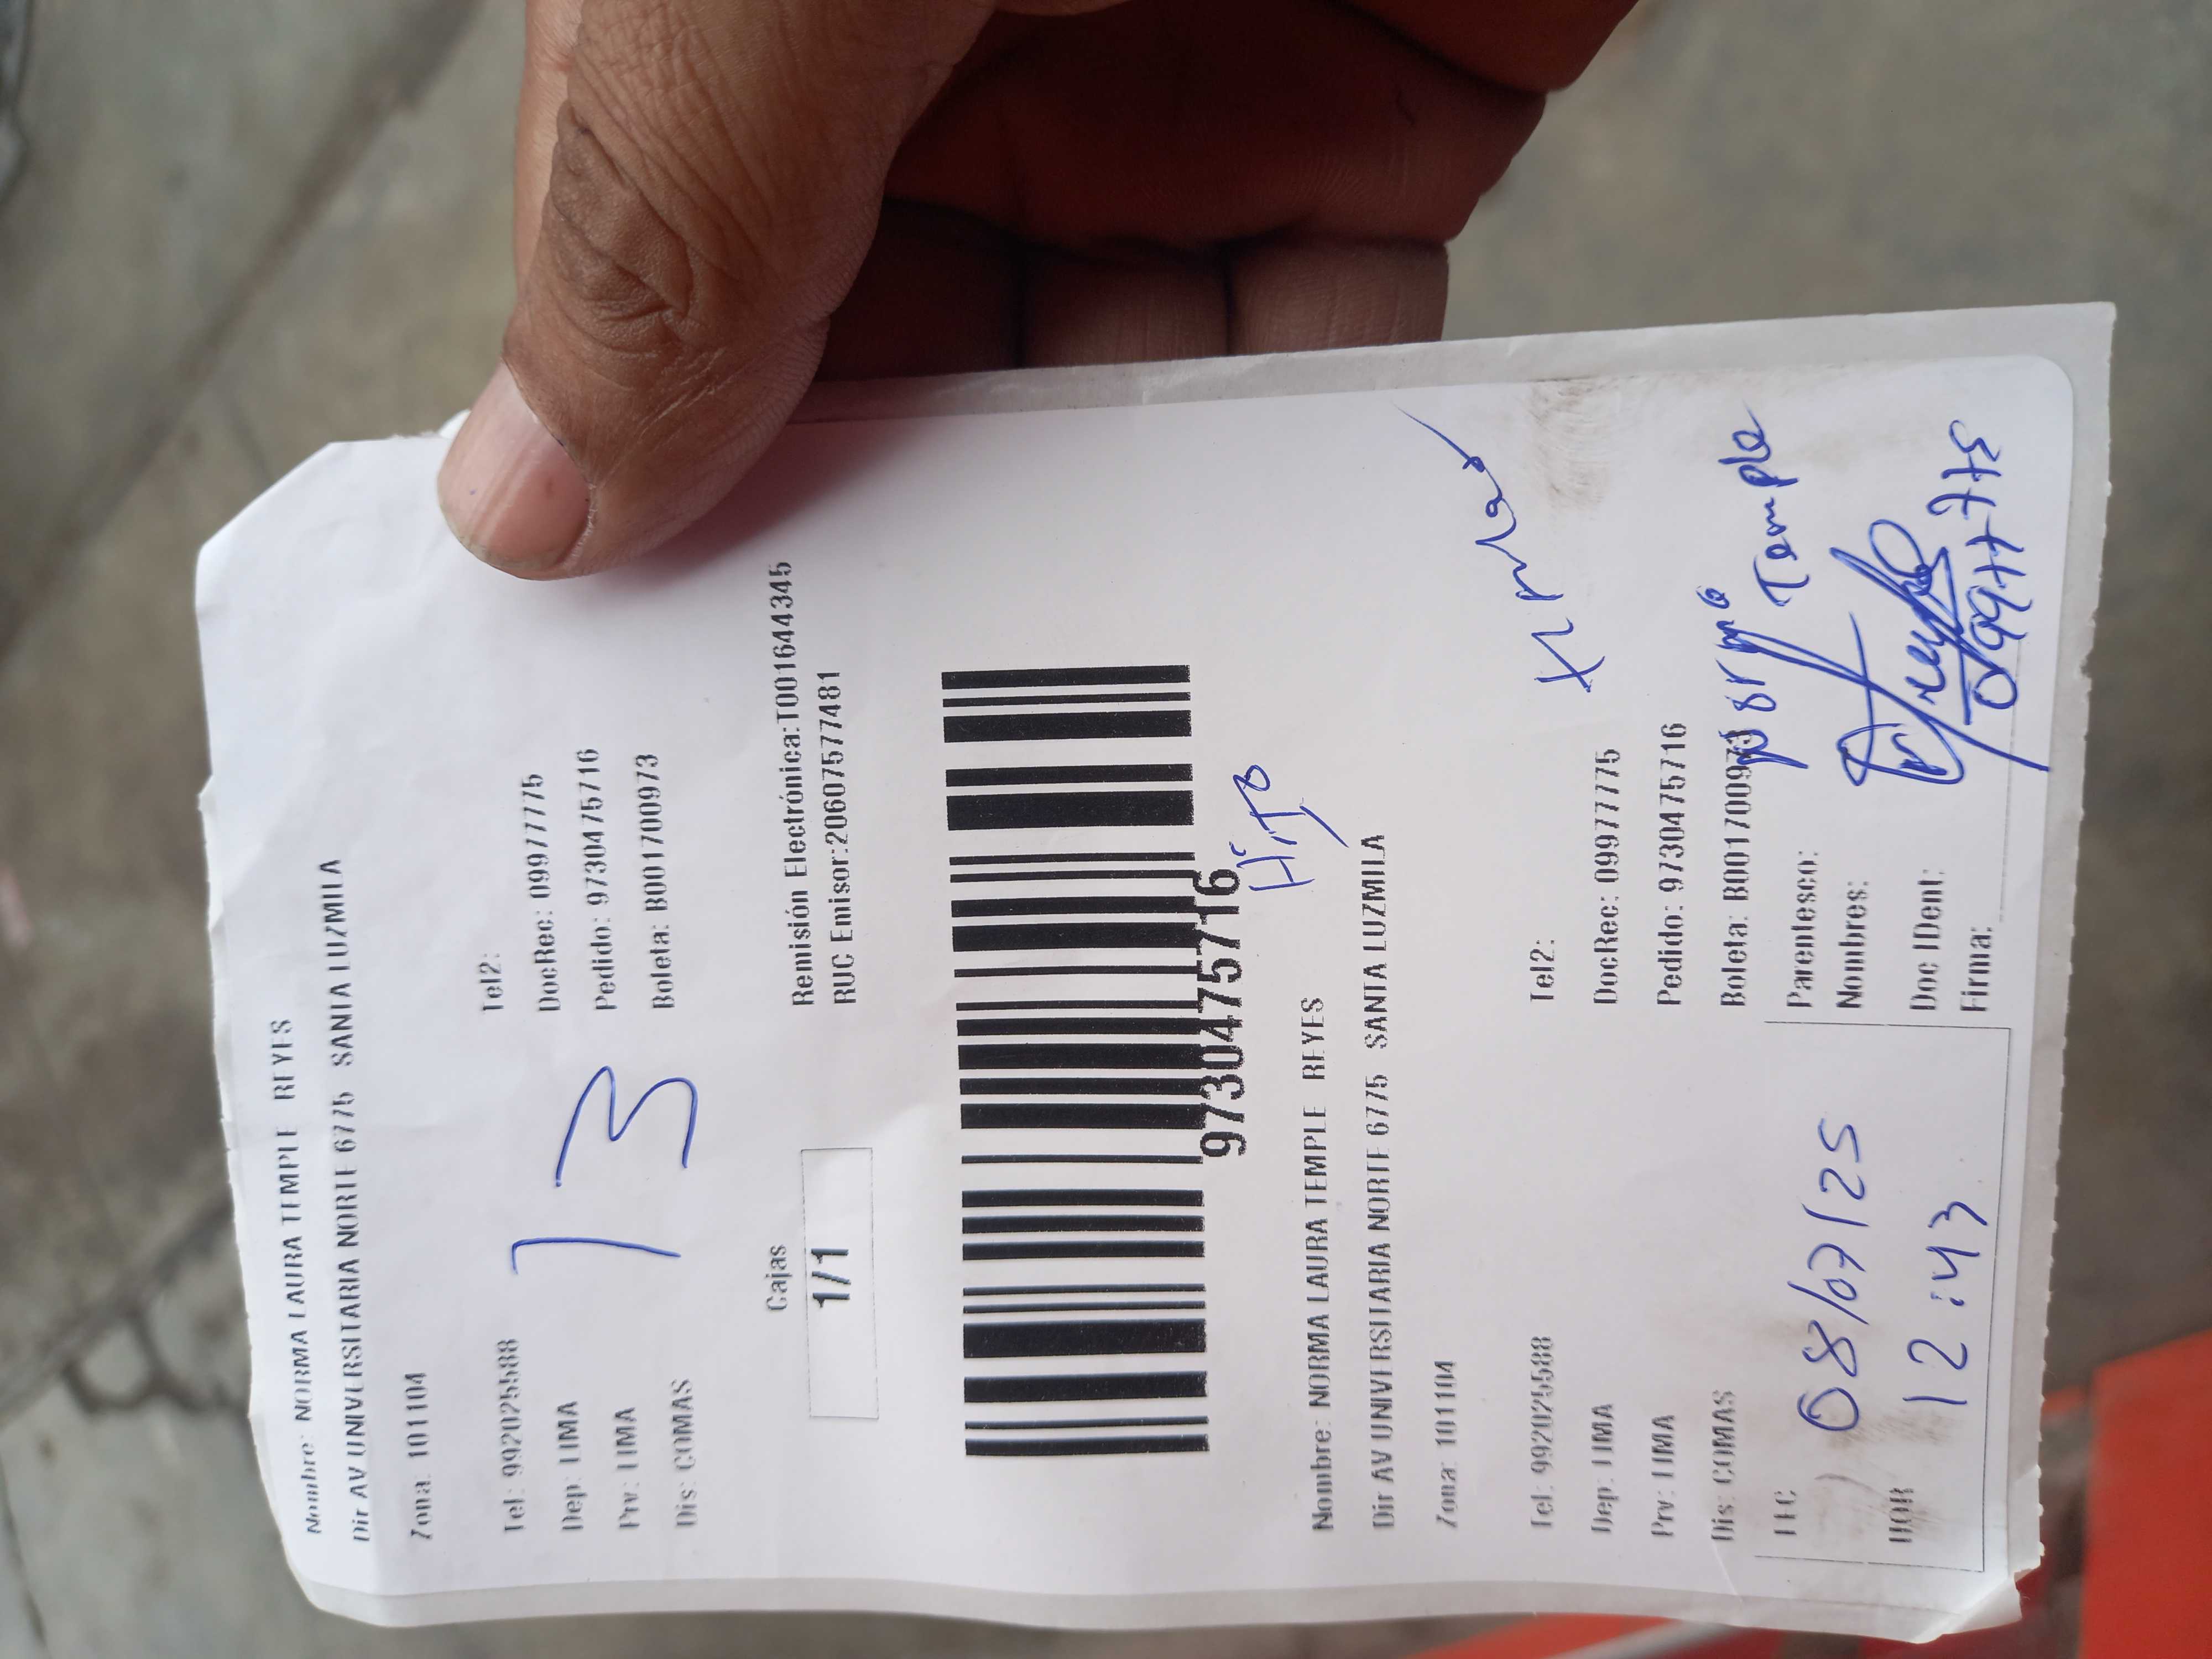 Nombre: NORMA LAURA TEMPLE REYES
Dir AV UNIVERSITARIA NORTE 6775 SANTA LUZMILA
Zona: 101104
Tel: 992025588 Tel2:
Dep: LIMA DocRec: 09977775
Prv: LIMA Pedido: 9730475716
Dis: COMAS Boleta: B001700973
13
Cajas
1/1
Remisión Electrónica:T001644345
RUC Emisor:20607577481
9730475716
Nombre: NORMA LAURA TEMPLE REYES
Dir AV UNIVERSITARIA NORTE 6775 SANTA LUZMILA
Zona: 101104
Tel: 992025588 Tel2:
Dep: LIMA DocRec: 09977775
Prv: LIMA Pedido: 9730475716
Dis: COMAS Boleta: B001700973
FEC 08/07/25
HOR 12:43
Parentesco:
Nombres: Temple
Doc IDent: 09977775
Firma: